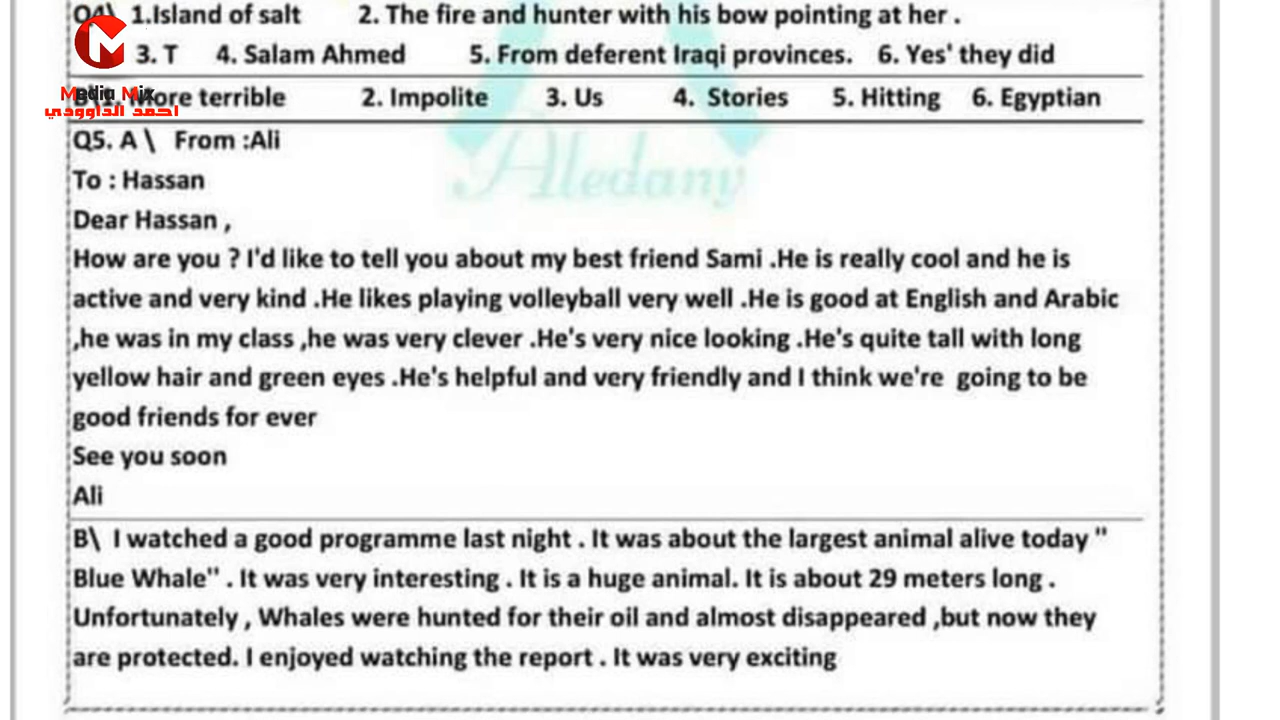 Q4\ 1.Island of salt 2. The fire and hunter with his bow pointing at her .
3. T 4. Salam Ahmed 5. From deferent Iraqi provinces. 6. Yes' they did
Media Mix
احمد الداوودي
B\1. More terrible 2. Impolite 3. Us 4. Stories 5. Hitting 6. Egyptian
Aledany
Q5. A \ From :Ali
To : Hassan
Dear Hassan ,
How are you ? I'd like to tell you about my best friend Sami .He is really cool and he is
active and very kind .He likes playing volleyball very well .He is good at English and Arabic
,he was in my class ,he was very clever .He's very nice looking .He's quite tall with long
yellow hair and green eyes .He's helpful and very friendly and I think we're going to be
good friends for ever
See you soon
Ali
B\ I watched a good programme last night . It was about the largest animal alive today "
Blue Whale" . It was very interesting . It is a huge animal. It is about 29 meters long .
Unfortunately , Whales were hunted for their oil and almost disappeared ,but now they
are protected. I enjoyed watching the report . It was very exciting